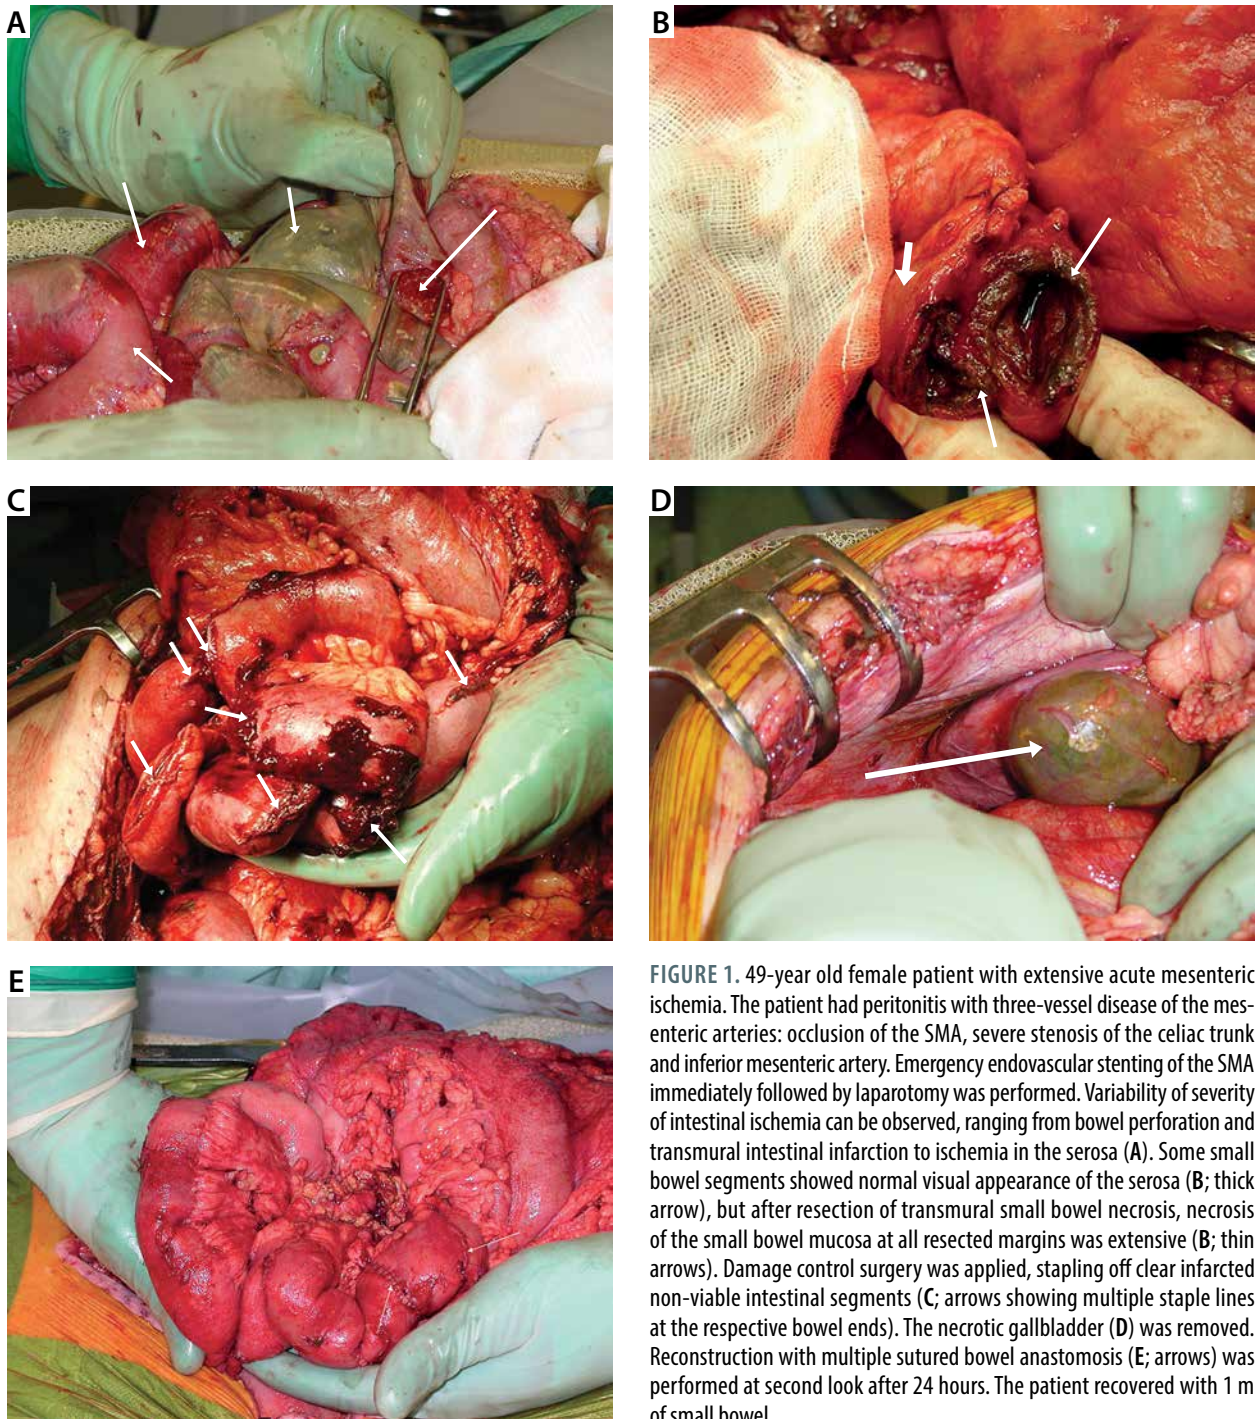 A
B
C
D
E
FIGURE 1. 49-year old female patient with extensive acute mesenteric
ischemia. The patient had peritonitis with three-vessel disease of the mes-
enteric arteries: occlusion of the SMA, severe stenosis of the celiac trunk
and inferior mesenteric artery. Emergency endovascular stenting of the SMA
immediately followed by laparotomy was performed. Variability of severity
of intestinal ischemia can be observed, ranging from bowel perforation and
transmural intestinal infarction to ischemia in the serosa (A). Some small
bowel segments showed normal visual appearance of the serosa (B; thick
arrow), but after resection of transmural small bowel necrosis, necrosis
of the small bowel mucosa at all resected margins was extensive (B; thin
arrows). Damage control surgery was applied, stapling off clear infarcted
non-viable intestinal segments (C; arrows showing multiple staple lines
at the respective bowel ends). The necrotic gallbladder (D) was removed.
Reconstruction with multiple sutured bowel anastomosis (E; arrows) was
performed at second look after 24 hours. The patient recovered with 1 m
of small bowel